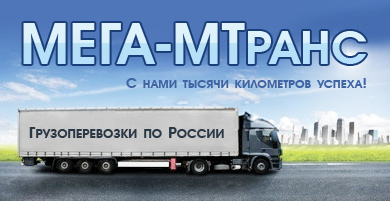 МЕГА-МТРАНС
С НАМИ ТЫСЯЧИ КИЛОМЕТРОВ УСПЕХА!
ГРУЗОПЕРЕВОЗКИ ПО РОССИИ